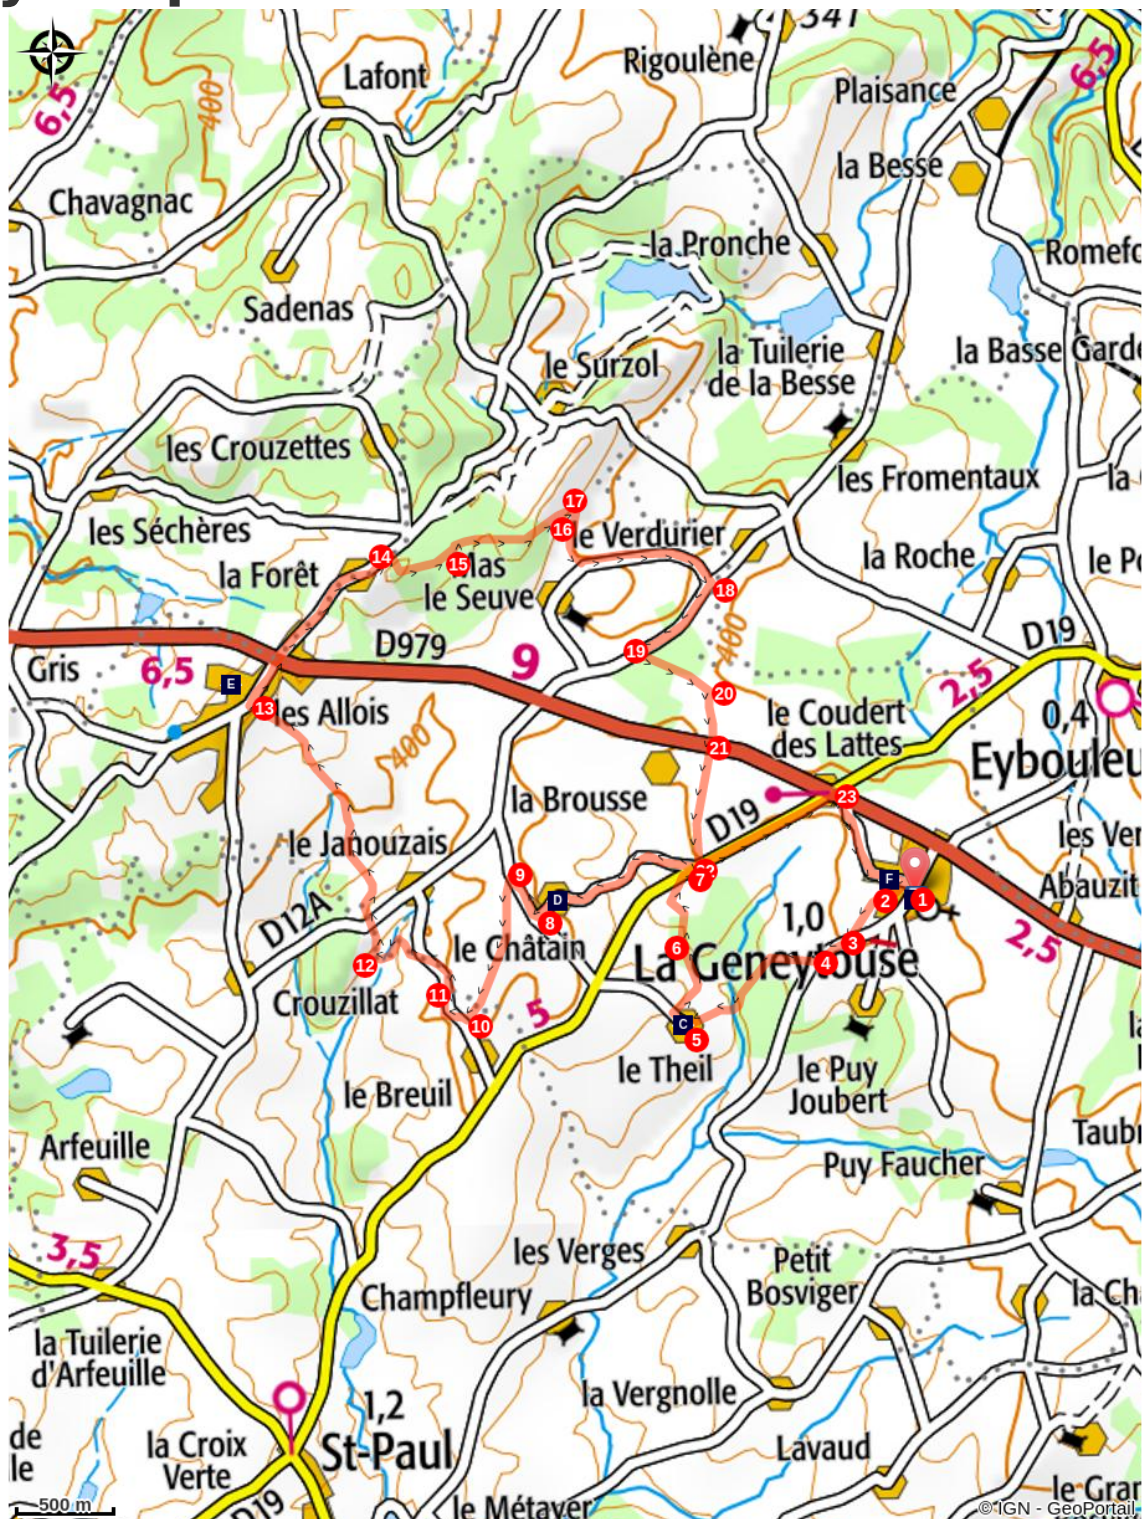 341
Rigoulène
Lafont
Plaisance
6,5
6,5
400
la Besse
Chavagnac
la Pronche
Romefo
Sadenas
le Surzol
la Tuilerie
de la Besse
la Basse Garde
les Crouzettes
les Fromentaux
la
17
les Séchères
16
le Verdurier
la Roche
le Po
14
15
Mas
le Seuve
la Forêt
18
400
D979
D19
19
9
Gris
6,5
E
2,5
20
13
les Allois
le Coudert
des Lattes
0,4
400
21
Eybouleu
la Brousse
23
D19
le Janouzais
les Ver
7
9
F
Abauzit
D
2
1
8
1,0
D12A
le Châtain
6
3
2,5
12
La Geneytouse
4
Crouzillat
11
10
5
C
5
le Theil
le Puy
Joubert
le Breuil
Arfeuille
Taubr
Puy Faucher
3,5
les Verges
Petit
Bosviger
Champfleury
la Ch
la Tuilerie
d'Arfeuille
1,2
la Vergnolle
de
le
la Croix
Verte
St-Paul
Lavaud
500 m
D19
le Métayer
le Gran
© IGN - GeoPortail